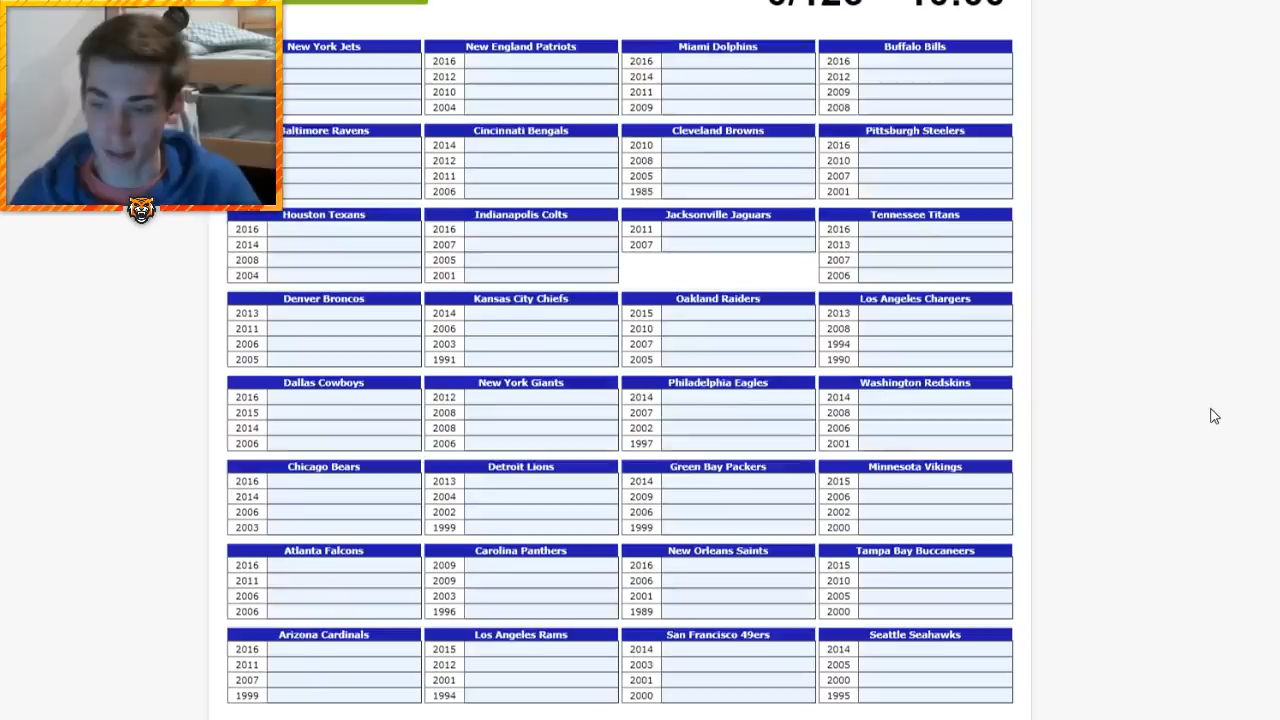 New York Jets New England Patriots Miami Dolphins Buffalo Bills
2016 2016 2016
2012 2014 2012
2010 2011 2009
2004 2009 2008
Baltimore Ravens Cincinnati Bengals Cleveland Browns Pittsburgh Steelers
2014 2010 2016
2012 2008 2010
2011 2005 2007
2006 1985 2001
Houston Texans Indianapolis Colts Jacksonville Jaguars Tennessee Titans
2016 2016 2011 2016
2014 2007 2007 2013
2008 2005 2007
2004 2001 2006
Denver Broncos Kansas City Chiefs Oakland Raiders Los Angeles Chargers
2013 2014 2015 2013
2011 2006 2010 2008
2006 2003 2007 1994
2005 1991 2005 1990
Dallas Cowboys New York Giants Philadelphia Eagles Washington Redskins
2016 2012 2014 2014
2015 2008 2007 2008
2014 2008 2002 2006
2006 2006 1997 2001
Chicago Bears Detroit Lions Green Bay Packers Minnesota Vikings
2016 2013 2014 2015
2014 2004 2009 2006
2006 2002 2006 2002
2003 1999 1999 2000
Atlanta Falcons Carolina Panthers New Orleans Saints Tampa Bay Buccaneers
2016 2009 2016 2015
2011 2009 2006 2010
2006 2003 2001 2005
2006 1996 1989 2000
Arizona Cardinals Los Angeles Rams San Francisco 49ers Seattle Seahawks
2016 2015 2014 2014
2011 2012 2003 2005
2007 2001 2001 2000
1999 1994 2000 1995